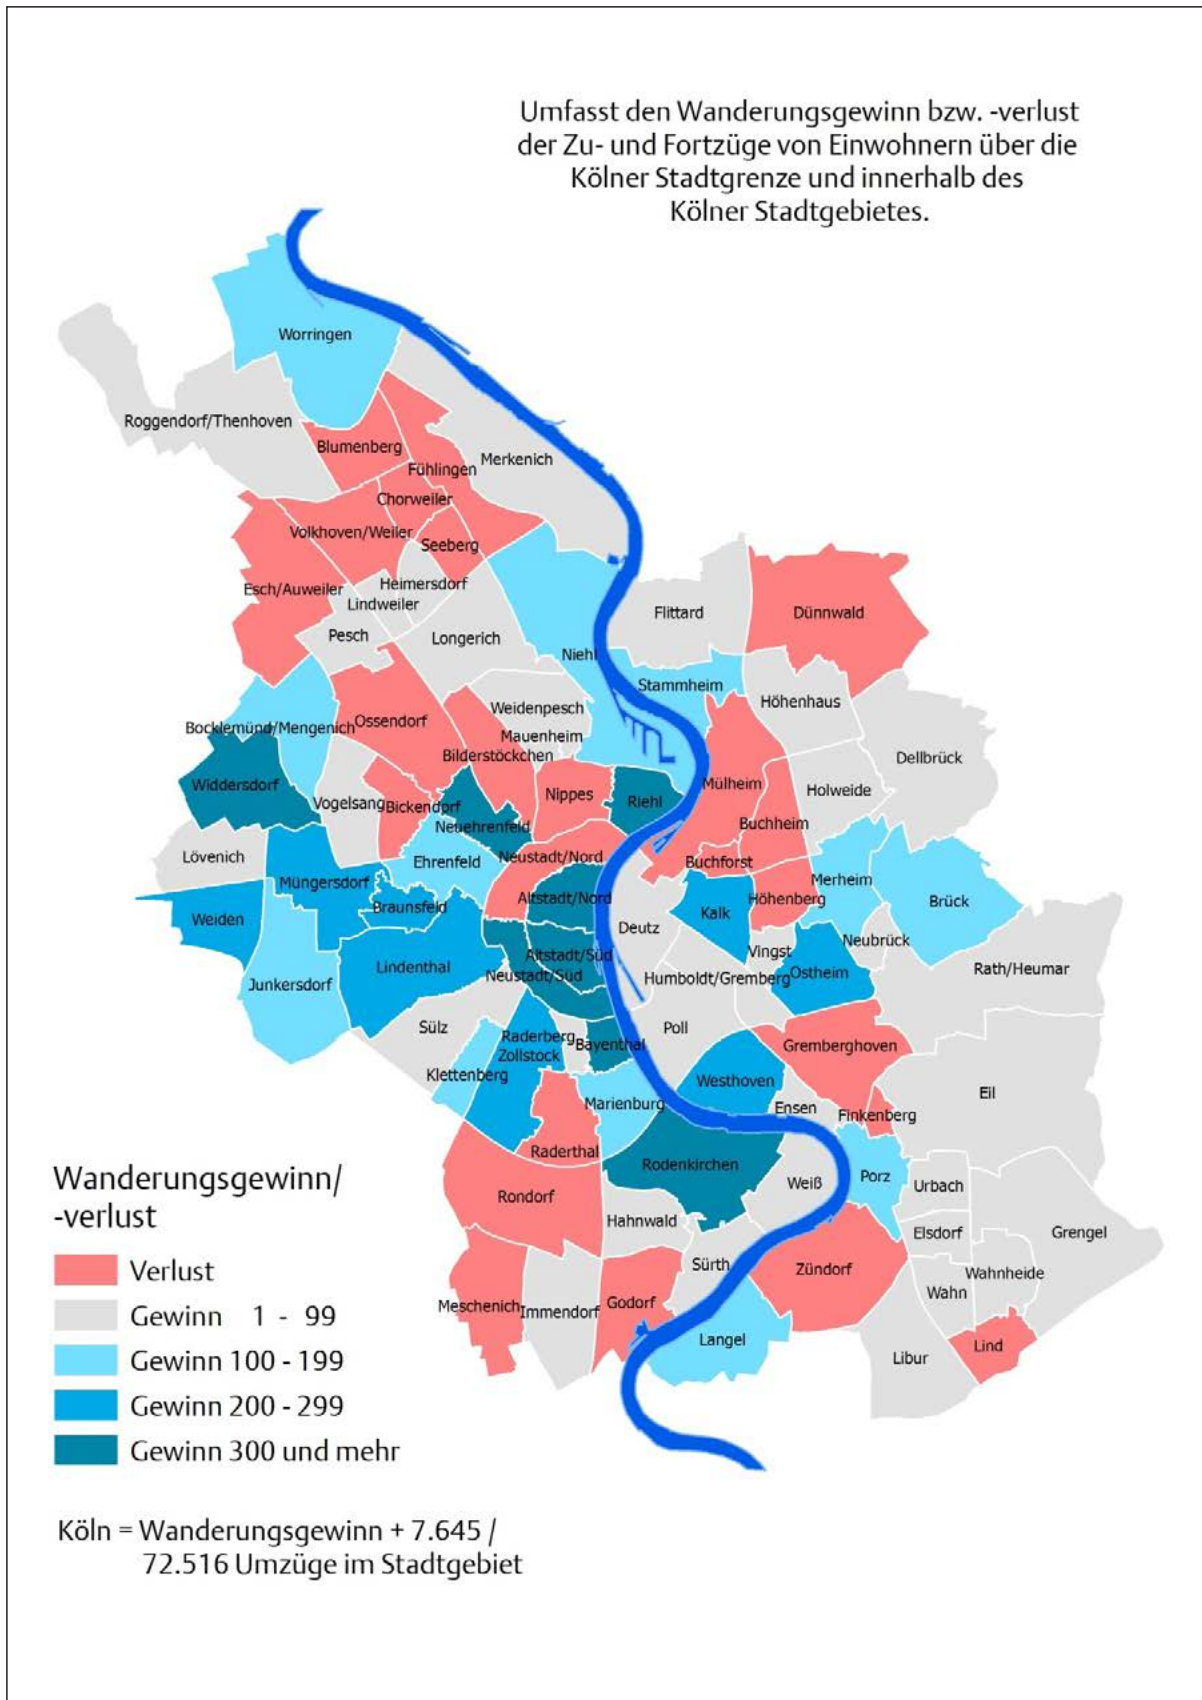 Umfasst den Wanderungsgewinn bzw. -verlust
der Zu- und Fortzüge von Einwohnern über die
Kölner Stadtgrenze und innerhalb des
Kölner Stadtgebietes.
Worringen
Roggendorf/Thenhoven
Blumenberg
Fühlingen
Merkenich
Chorweiler
Volkhoven/Weiler
Seeberg
Heimersdorf
Esch/Auweiler
Lindweiler
Pesch
Longerich
Flittard
Dünnwald
Niehl
Stammheim
Höhenhaus
Weidenpesch
Bocklemünd/Mengenich
Ossendorf
Mauenheim
Bilderstöckchen
Dellbrück
Widdersdorf
Mülheim
Holweide
Vogelsang
Bickendorf
Nippes
Riehl
Neuehrenfeld
Buchheim
Lövenich
Ehrenfeld
Neustadt/Nord
Buchforst
Müngersdorf
Merheim
Braunsfeld
Altstadt/Nord
Höhenberg
Brück
Weiden
Kalk
Deutz
Neubrück
Vingst
Altstadt/Süd
Lindenthal
Neustadt/Süd
Humboldt/Gremberg
Ostheim
Rath/Heumar
Junkersdorf
Sülz
Raderberg
Zollstock
Bayenthal
Poll
Gremberghoven
Klettenberg
Westhoven
Eil
Marienburg
Ensen
Finkenberg
Raderthal
Rodenkirchen
Weiß
Porz
Urbach
Rondorf
Hahnwald
Elsdorf
Grengel
Sürth
Zündorf
Wahnheide
Wahn
Meschenich
Immendorf
Godorf
Langel
Libur
Lind
Wanderungsgewinn/
-verlust
Verlust
Gewinn 1 - 99
Gewinn 100 - 199
Gewinn 200 - 299
Gewinn 300 und mehr
Köln = Wanderungsgewinn + 7.645 /
72.516 Umzüge im Stadtgebiet